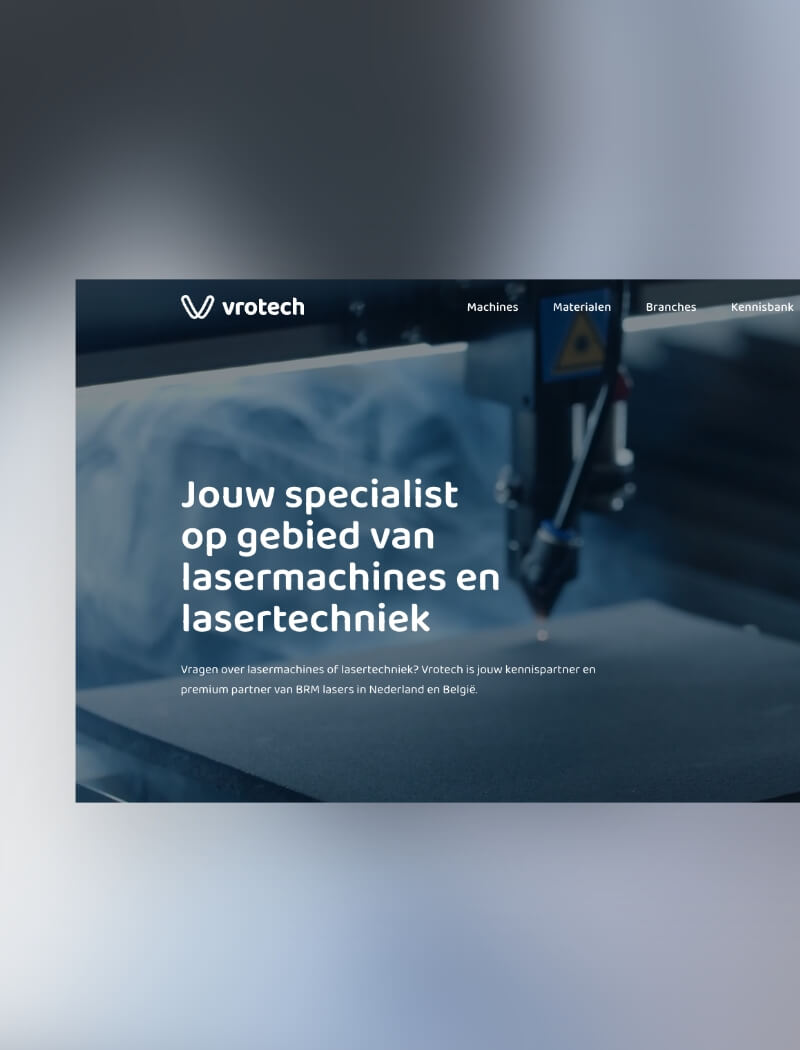 vrotech
Machines Materialen Branches Kennisbank
Jouw specialist
op gebied van
lasermachines en
lasertechniek
Vragen over lasermachines of lasertechniek? Vrotech is jouw kennispartner en
premium partner van BRM lasers in Nederland en België.